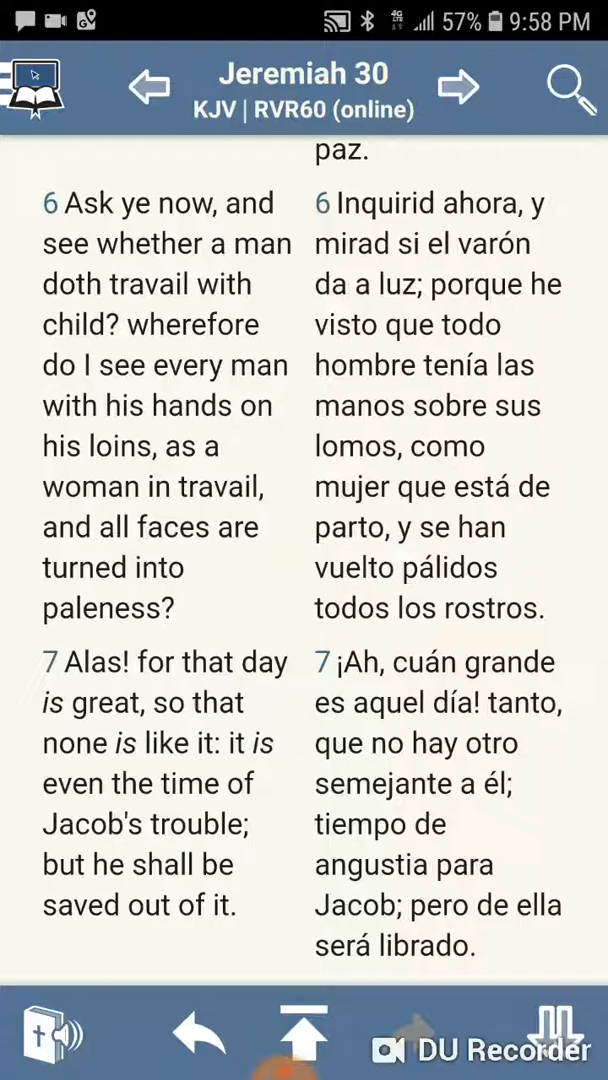 57% 9:58 PM
Jeremiah 30
KJV | RVR60 (online)
6 Ask ye now, and
see whether a man
doth travail with
child? wherefore
do I see every man
with his hands on
his loins, as a
woman in travail,
and all faces are
turned into
paleness?
7 Alas! for that day
is great, so that
none is like it: it is
even the time of
Jacob's trouble;
but he shall be
saved out of it.
paz.
6 Inquirid ahora, y
mirad si el varón
da a luz; porque he
visto que todo
hombre tenía las
manos sobre sus
lomos, como
mujer que está de
parto, y se han
vuelto pálidos
todos los rostros.
7 ¡Ah, cuán grande
es aquel día! tanto,
que no hay otro
semejante a él;
tiempo de
angustia para
Jacob; pero de ella
será librado.
DU Recorder